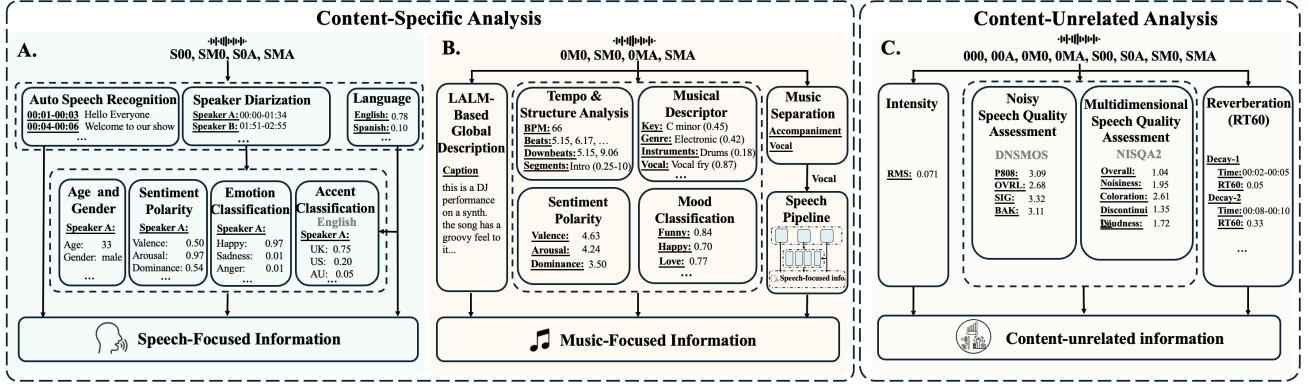 Content-Specific Analysis
A.
S00, SM0, S0A, SMA
Auto Speech Recognition
00:01-00:03 Hello Everyone
00:04-00:06 Welcome to our show
...
Speaker Diarization
Speaker A: 00:00-01:34
Speaker B: 01:51-02:55
...
Language
English: 0.78
Spanish: 0.10
...
Age and
Gender
Speaker A:
Age: 33
Gender: male
...
Sentiment
Polarity
Speaker A:
Valence: 0.50
Arousal: 0.97
Dominance: 0.54
Emotion
Classification
Speaker A:
Happy: 0.97
Sadness: 0.01
Anger: 0.01
...
Accent
Classification
English
Speaker A:
UK: 0.75
US: 0.20
AU: 0.05
...
Speech-Focused Information
B.
0M0, SM0, 0MA, SMA
LALM-
Based
Global
Description
Caption
this is a DJ
performance
on a synth.
the song has a
groovy feel to
it...
Tempo &
Structure Analysis
BPM: 66
Beats: 5.15, 6.17, ...
Downbeats: 5.15, 9.06
Segments: Intro (0.25-10)
Musical
Descriptor
Key: C minor (0.45)
Genre: Electronic (0.42)
Instruments: Drums (0.18)
Vocal: Vocal fry (0.87)
...
Sentiment
Polarity
Valence: 4.63
Arousal: 4.24
Dominance: 3.50
Mood
Classification
Funny: 0.84
Happy: 0.70
Love: 0.77
...
Music
Separation
Accompaniment
Vocal
Vocal
Speech
Pipeline
Speech-focused info
Music-Focused Information
Content-Unrelated Analysis
C.
000, 00A, 0M0, 0MA, S00, S0A, SM0, SMA
Intensity
RMS: 0.071
Noisy
Speech Quality
Assessment
DNSMOS
P808: 3.09
OVRL: 2.68
SIG: 3.32
BAK: 3.11
Multidimensional
Speech Quality
Assessment
NISQA2
Overall: 1.04
Noisiness: 1.95
Coloration: 2.61
Discontinui 1.35
Loudness: 1.72
Reverberation
(RT60)
Decay-1
Time:00:02-00:05
RT60: 0.05
Decay-2
Time:00:08-00:10
RT60: 0.33
...
Content-unrelated information